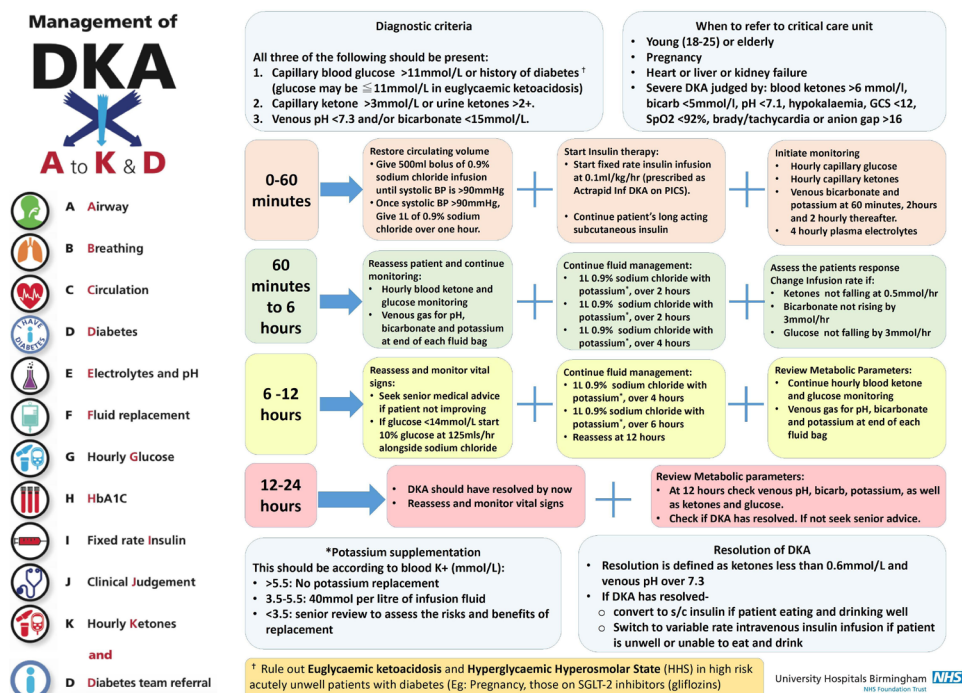 Management of
DKA
A to K & D
A Airway
B Breathing
C Circulation
I HAVE
DIABETES
D Diabetes
E Electrolytes and pH
F Fluid replacement
G Hourly Glucose
H HbA1C
I Fixed rate Insulin
J Clinical Judgement
K Hourly Ketones
and
D Diabetes team referral
Diagnostic criteria
All three of the following should be present:
1. Capillary blood glucose >11mmol/L or history of diabetes †
(glucose may be ≦11mmol/L in euglycaemic ketoacidosis)
2. Capillary ketone >3mmol/L or urine ketones >2+.
3. Venous pH <7.3 and/or bicarbonate <15mmol/L.
When to refer to critical care unit
• Young (18-25) or elderly
• Pregnancy
• Heart or liver or kidney failure
• Severe DKA judged by: blood ketones >6 mmol/l,
bicarb <5mmol/l, pH <7.1, hypokalaemia, GCS <12,
SpO2 <92%, brady/tachycardia or anion gap >16
0-60
minutes
Restore circulating volume
• Give 500ml bolus of 0.9%
sodium chloride infusion
until systolic BP is >90mmHg
• Once systolic BP >90mmHg,
Give 1L of 0.9% sodium
chloride over one hour.
Start Insulin therapy:
• Start fixed rate insulin infusion
at 0.1ml/kg/hr (prescribed as
Actrapid Inf DKA on PICS).
• Continue patient's long acting
subcutaneous insulin
Initiate monitoring
• Hourly capillary glucose
• Hourly capillary ketones
• Venous bicarbonate and
potassium at 60 minutes, 2hours
and 2 hourly thereafter.
• 4 hourly plasma electrolytes
60
minutes
to 6
hours
Reassess patient and continue
monitoring:
• Hourly blood ketone and
glucose monitoring
• Venous gas for pH,
bicarbonate and potassium
at end of each fluid bag
Continue fluid management:
• 1L 0.9% sodium chloride with
potassium*, over 2 hours
• 1L 0.9% sodium chloride with
potassium*, over 2 hours
• 1L 0.9% sodium chloride with
potassium*, over 4 hours
Assess the patients response
Change Infusion rate if:
• Ketones not falling at 0.5mmol/hr
• Bicarbonate not rising by
3mmol/hr
• Glucose not falling by 3mmol/hr
6 -12
hours
Reassess and monitor vital
signs:
• Seek senior medical advice
if patient not improving
• If glucose <14mmol/L start
10% glucose at 125mls/hr
alongside sodium chloride
Continue fluid management:
• 1L 0.9% sodium chloride with
potassium*, over 4 hours
• 1L 0.9% sodium chloride with
potassium*, over 6 hours
• Reassess at 12 hours
Review Metabolic Parameters:
• Continue hourly blood ketone
and glucose monitoring
• Venous gas for pH, bicarbonate
and potassium at end of each
fluid bag
12-24
hours
• DKA should have resolved by now
• Reassess and monitor vital signs
Review Metabolic parameters:
• At 12 hours check venous pH, bicarb, potassium, as well
as ketones and glucose.
• Check if DKA has resolved. If not seek senior advice.
*Potassium supplementation
This should be according to blood K+ (mmol/L):
• >5.5: No potassium replacement
• 3.5-5.5: 40mmol per litre of infusion fluid
• <3.5: senior review to assess the risks and benefits of
replacement
Resolution of DKA
• Resolution is defined as ketones less than 0.6mmol/L and
venous pH over 7.3
• If DKA has resolved-
o convert to s/c insulin if patient eating and drinking well
o Switch to variable rate intravenous insulin infusion if patient
is unwell or unable to eat and drink
† Rule out Euglycaemic ketoacidosis and Hyperglycaemic Hyperosmolar State (HHS) in high risk
acutely unwell patients with diabetes (Eg: Pregnancy, those on SGLT-2 inhibitors (gliflozins)
University Hospitals Birmingham NHS
NHS Foundation Trust